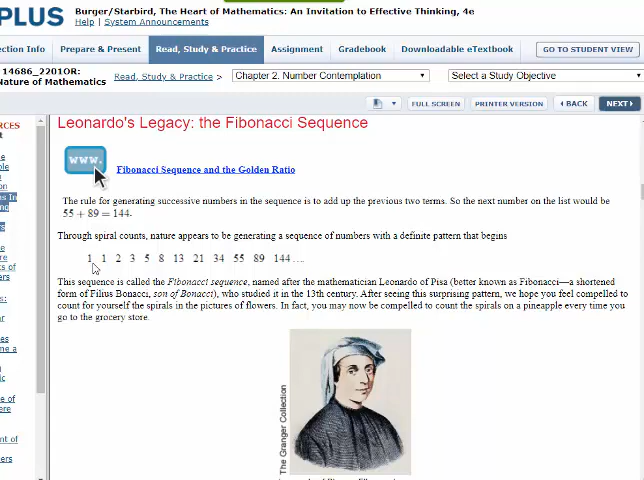 PLUS
Burger/Starbird, The Heart of Mathematics: An Invitation to Effective Thinking, 4e
Help | System Announcements
ection Info
Prepare & Present
Read, Study & Practice
Assignment
Gradebook
Downloadable eTextbook
GO TO STUDENT VIEW
14686_2201OR:
Nature of Mathematics
Read, Study & Practice >
Chapter 2. Number Contemplation
Select a Study Objective
FULL SCREEN
PRINTER VERSION
BACK
NEXT
RCES
Leonardo's Legacy: the Fibonacci Sequence
www.
Fibonacci Sequence and the Golden Ratio
The rule for generating successive numbers in the sequence is to add up the previous two terms. So the next number on the list would be
55 + 89 = 144.
Through spiral counts, nature appears to be generating a sequence of numbers with a definite pattern that begins
1 1 2 3 5 8 13 21 34 55 89 144 ...
This sequence is called the Fibonacci sequence, named after the mathematician Leonardo of Pisa (better known as Fibonacci—a shortened
form of Filius Bonacci, son of Bonacci), who studied it in the 13th century. After seeing this surprising pattern, we hope you feel compelled to
count for yourself the spirals in the pictures of flowers. In fact, you may now be compelled to count the spirals on a pineapple every time you
go to the grocery store.
The Granger Collection